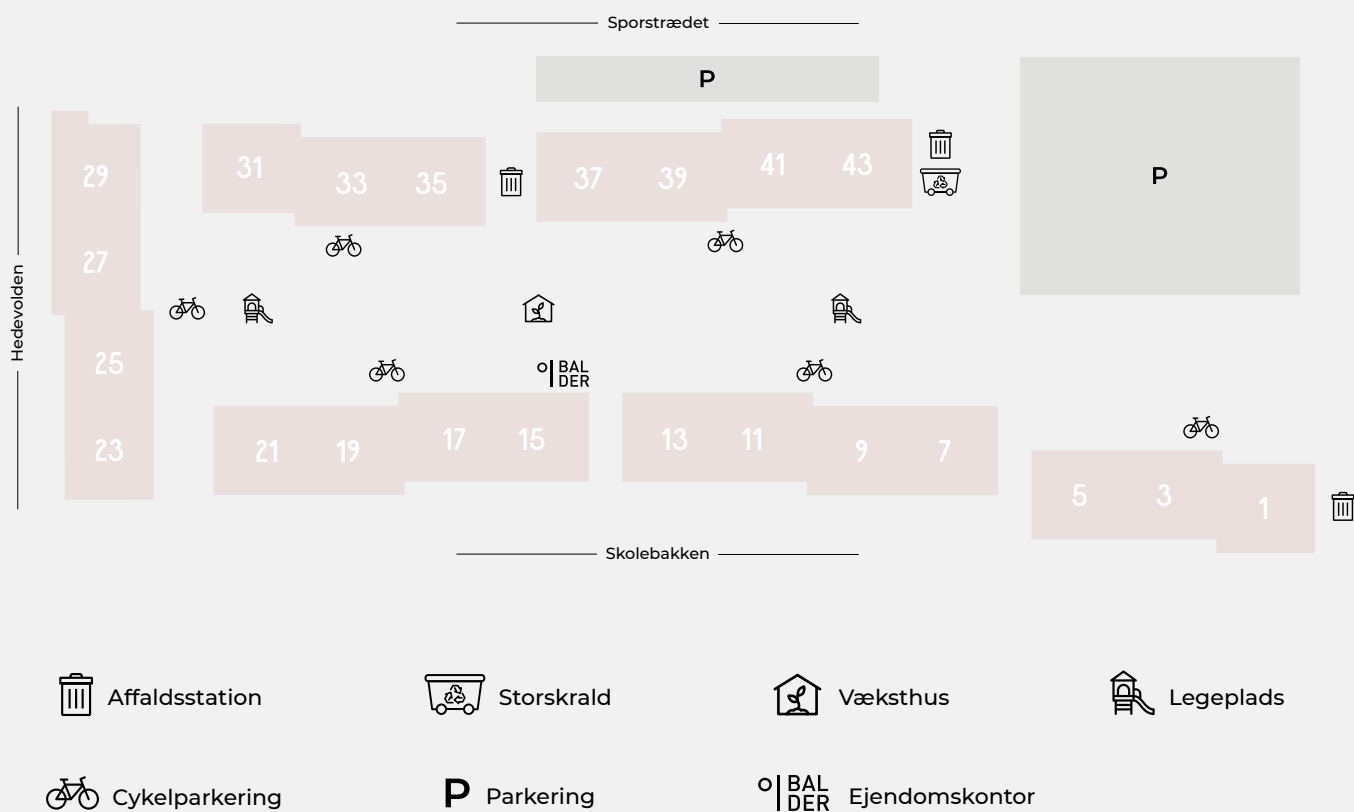 Sporstrædet
P
P
Hedevolden
29
31
33
35
37
39
41
43
27
25
BAL
DER
23
21
19
17
15
13
11
9
7
5
3
1
Skolebakken
Affaldsstation
Storskrald
Væksthus
Legeplads
Cykelparkering
P Parkering
BAL
DER
Ejendomskontor